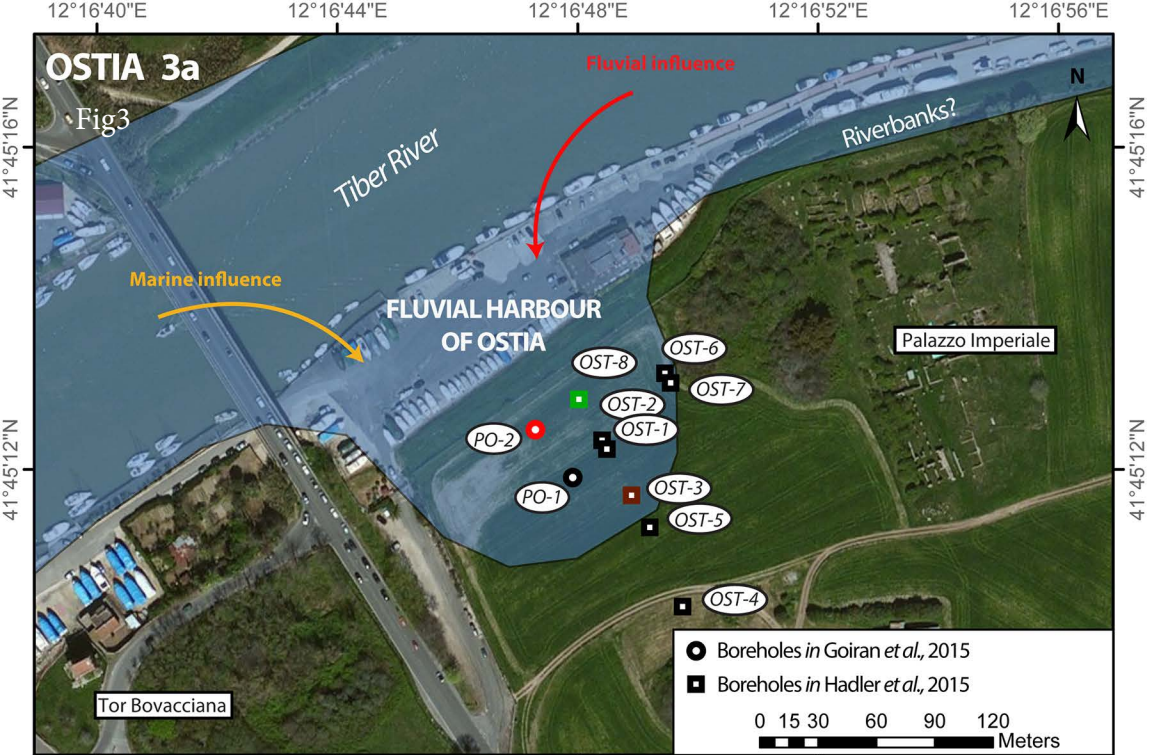 12°16'40"E 12°16'44"E 12°16'48"E 12°16'52"E 12°16'56"E
OSTIA 3a
Fig3
Fluvial influence
N
41°45'16"N
41°45'16"N
Tiber River
Riverbanks?
Marine influence
FLUVIAL HARBOUR
OF OSTIA
Palazzo Imperiale
OST-6
OST-8
OST-7
OST-2
OST-1
PO-2
41°45'12"N
41°45'12"N
OST-3
PO-1
OST-5
OST-4
Boreholes in Goiran et al., 2015
Boreholes in Hadler et al., 2015
Tor Bovacciana
0 15 30 60 90 120
Meters